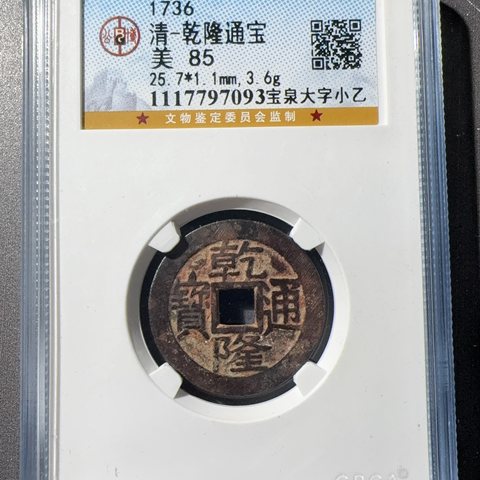 1736
清-乾隆通宝
美 85
25.7*1.1mm,3.6g
1117797093宝泉大字小乙
★ 文物鉴定委员会监制 ★
公 B 博
乾隆通寶